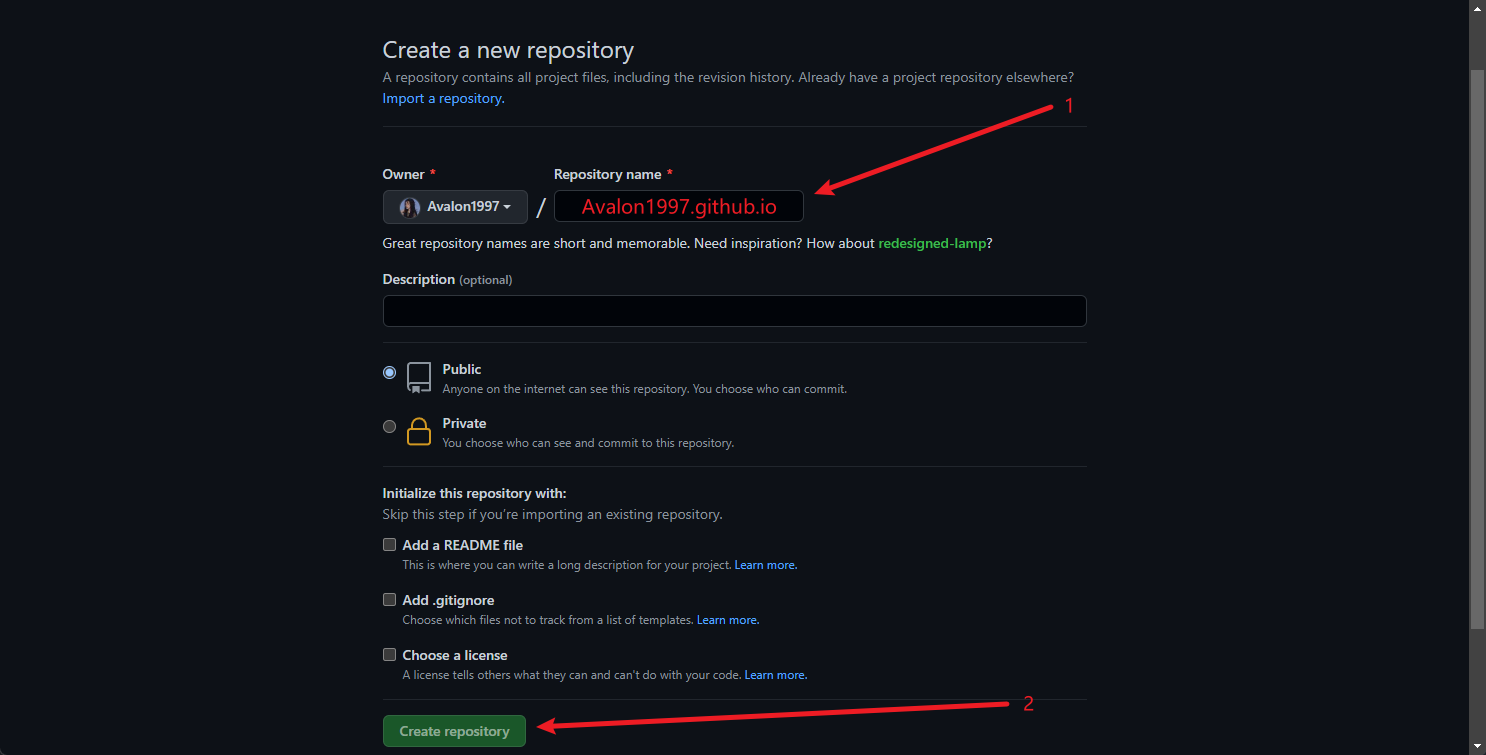 Create a new repository
A repository contains all project files, including the revision history. Already have a project repository elsewhere?
Import a repository.
1
Owner * Repository name *
Avalon1997 / Avalon1997.github.io
Great repository names are short and memorable. Need inspiration? How about redesigned-lamp?
Description (optional)
Public
Anyone on the internet can see this repository. You choose who can commit.
Private
You choose who can see and commit to this repository.
Initialize this repository with:
Skip this step if you’re importing an existing repository.
Add a README file
This is where you can write a long description for your project. Learn more.
Add .gitignore
Choose which files not to track from a list of templates. Learn more.
Choose a license
A license tells others what they can and can't do with your code. Learn more.
2
Create repository